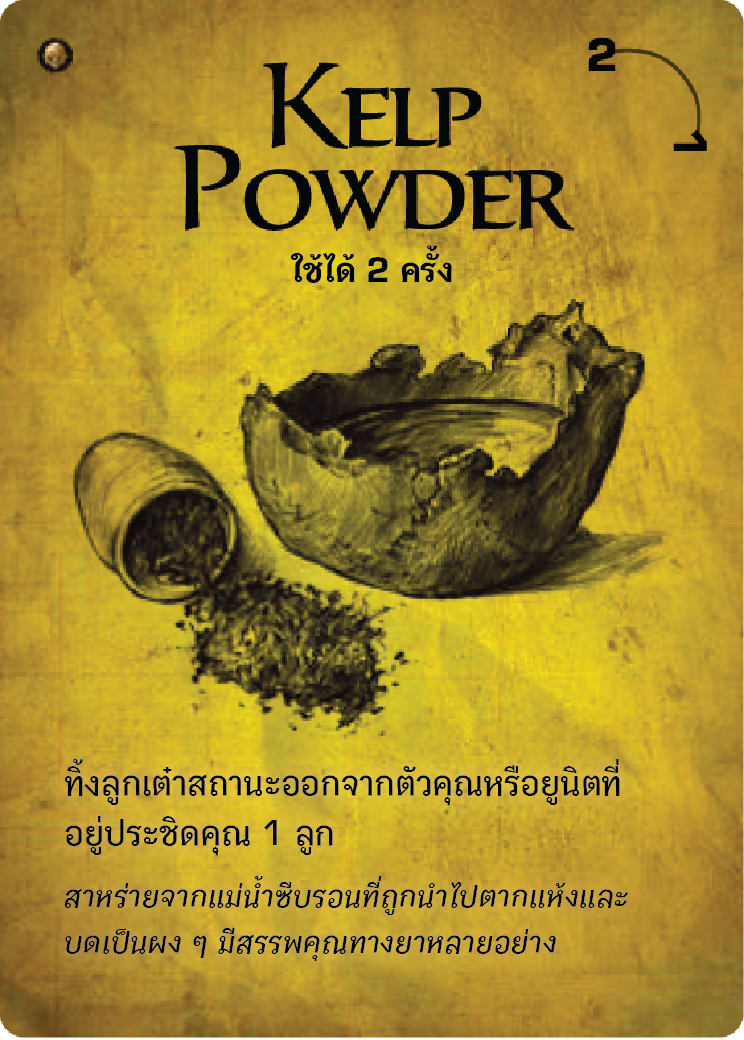 2
1
KELP
POWDER
ใช้ได้ 2 ครั้ง
ทิ้งลูกเต๋าสถานะออกจากตัวคุณหรือยูนิตที่
อยู่ประชิดคุณ 1 ลูก
สาหร่ายจากแม่น้ำซีบรอนที่ถูกนำไปตากแห้งและ
บดเป็นผง ๆ มีสรรพคุณทางยาหลายอย่าง